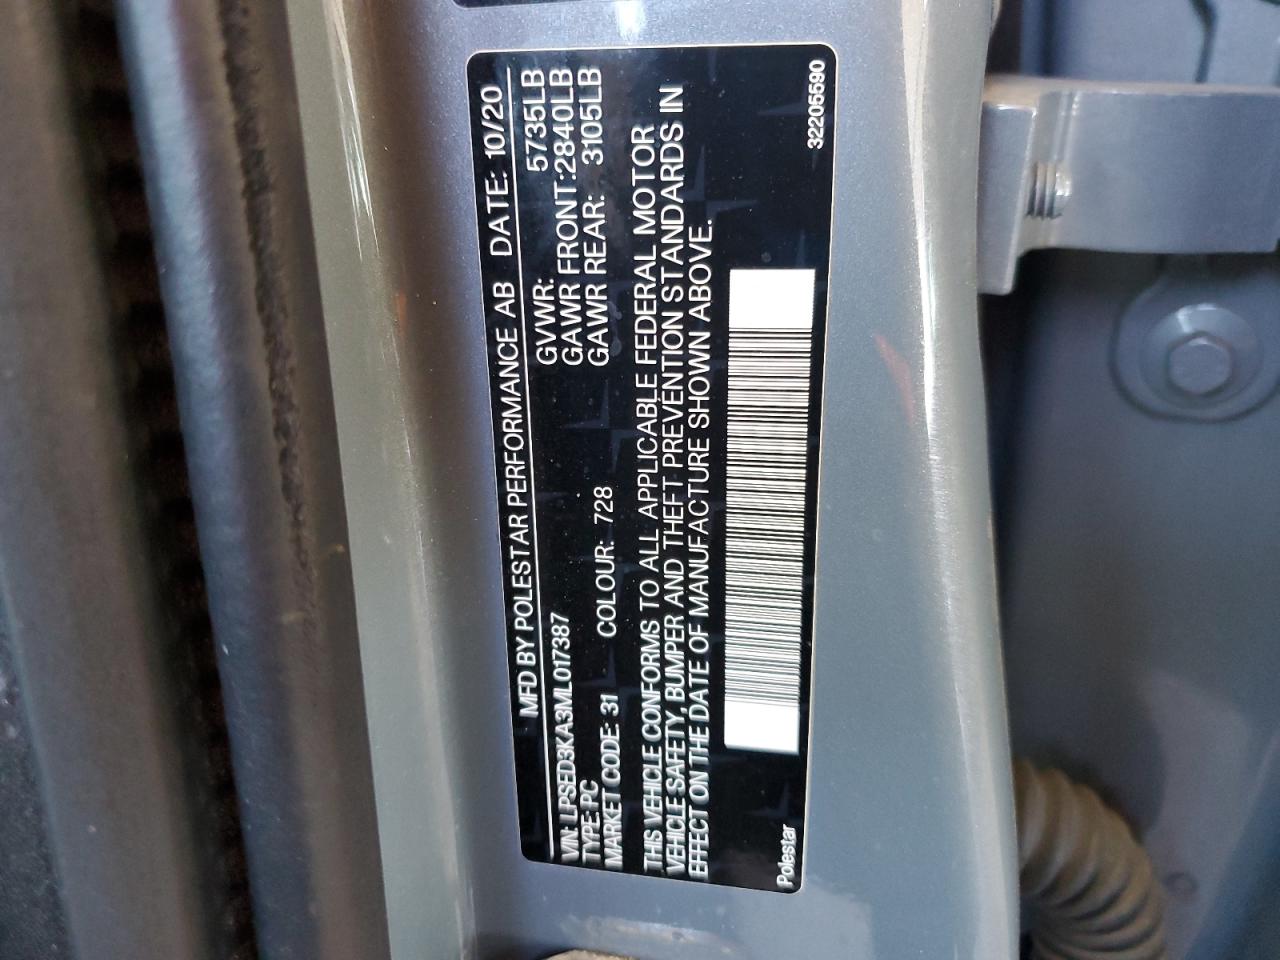 MFD BY POLESTAR PERFORMANCE AB DATE: 10/20
VIN: LPSED3KA3ML017387 GVWR: 5735LB
TYPE: PC GAWR FRONT:2840LB
MARKET CODE: 31 COLOUR: 728 GAWR REAR: 3105LB
THIS VEHICLE CONFORMS TO ALL APPLICABLE FEDERAL MOTOR
VEHICLE SAFETY, BUMPER AND THEFT PREVENTION STANDARDS IN
EFFECT ON THE DATE OF MANUFACTURE SHOWN ABOVE.
Polestar 32205590